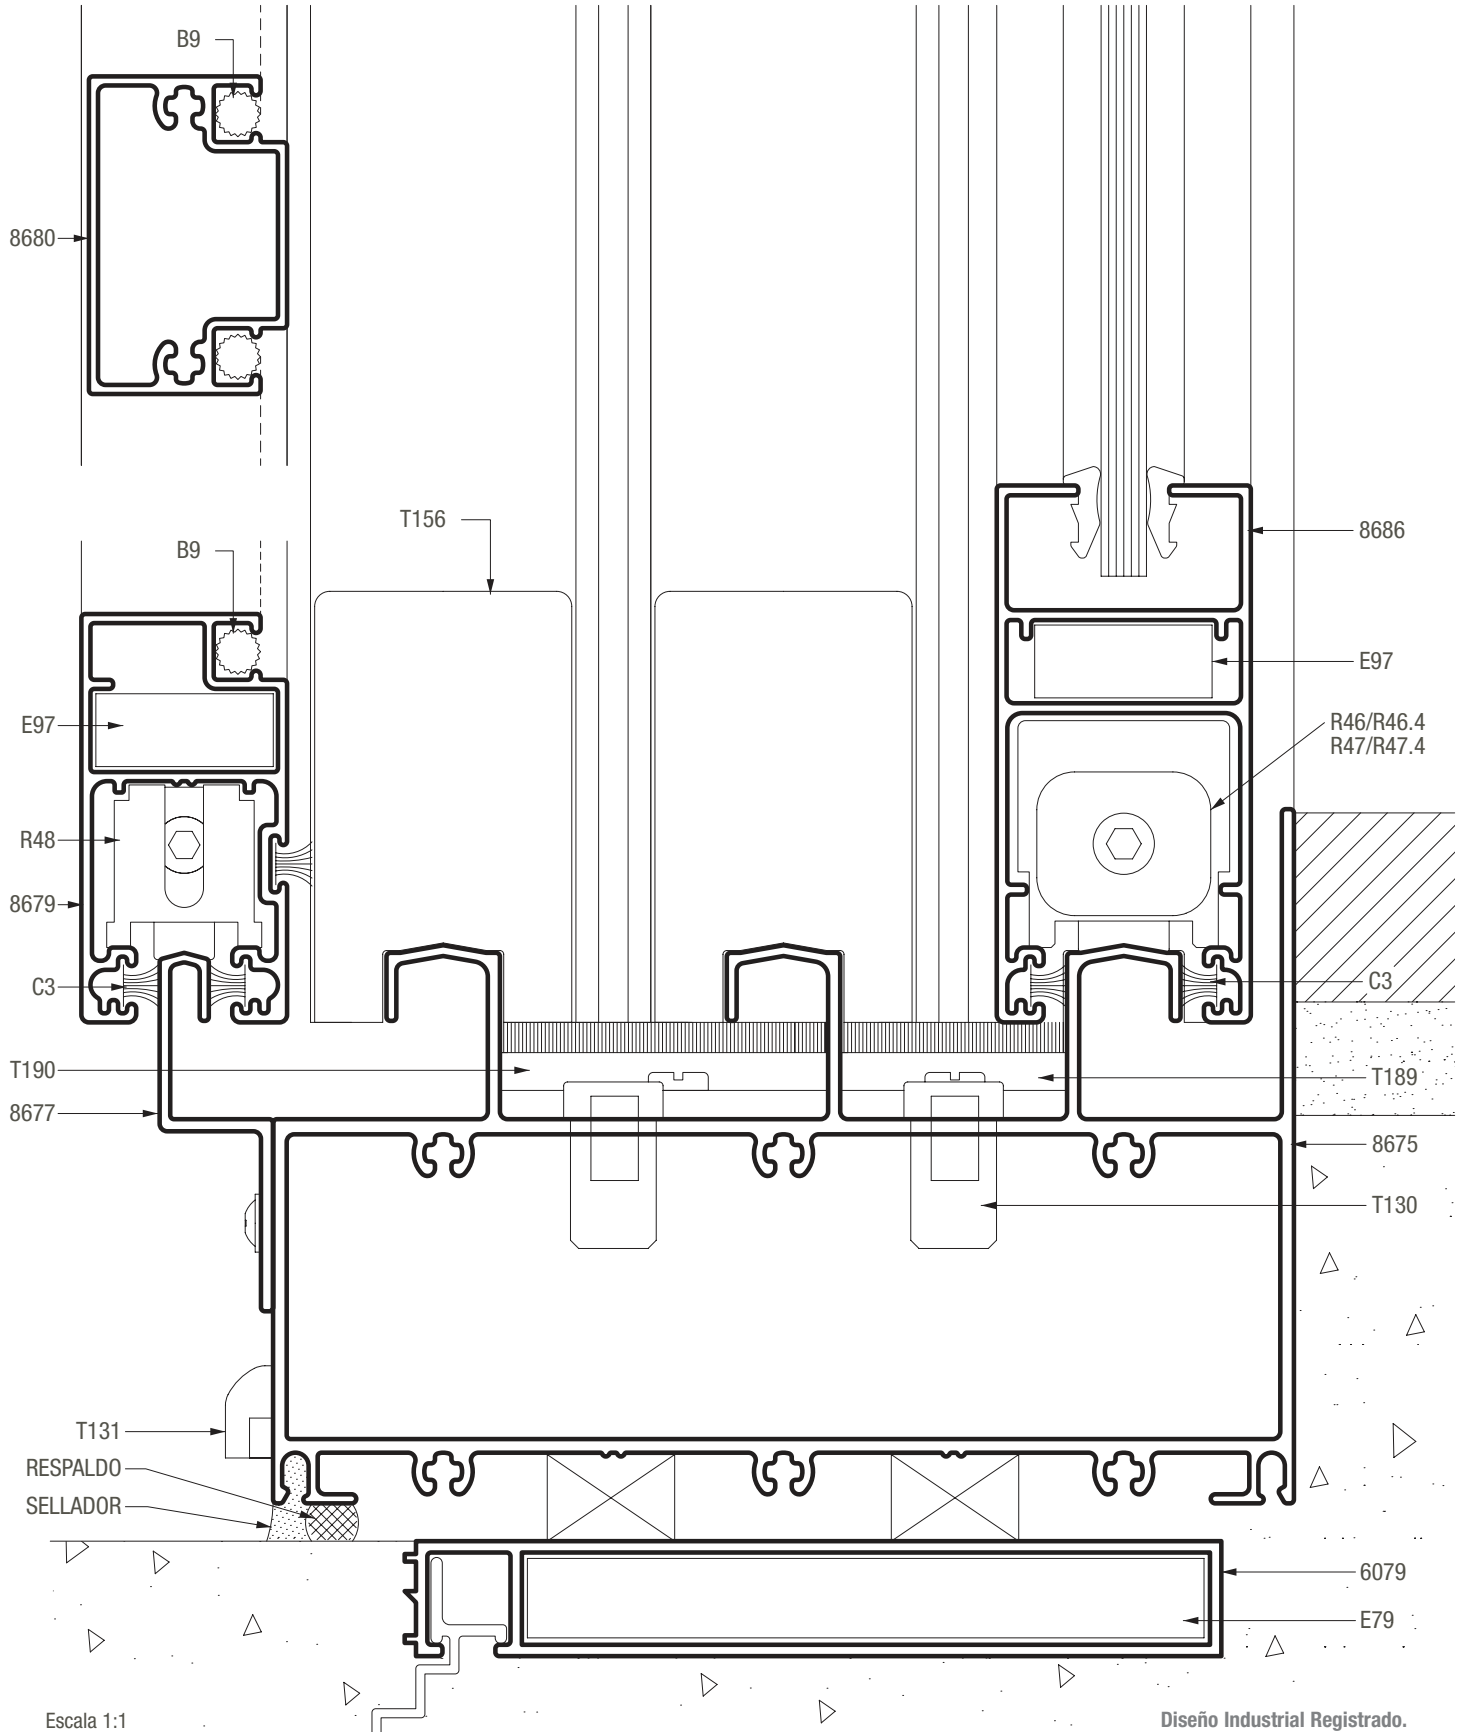 B9
8680
T156
B9
8686
E97
E97
R46/R46.4
R47/R47.4
R48
8679
C3
C3
T190
T189
8677
8675
T130
T131
RESPALDO
SELLADOR
6079
E79
Escala 1:1
Diseño Industrial Registrado.